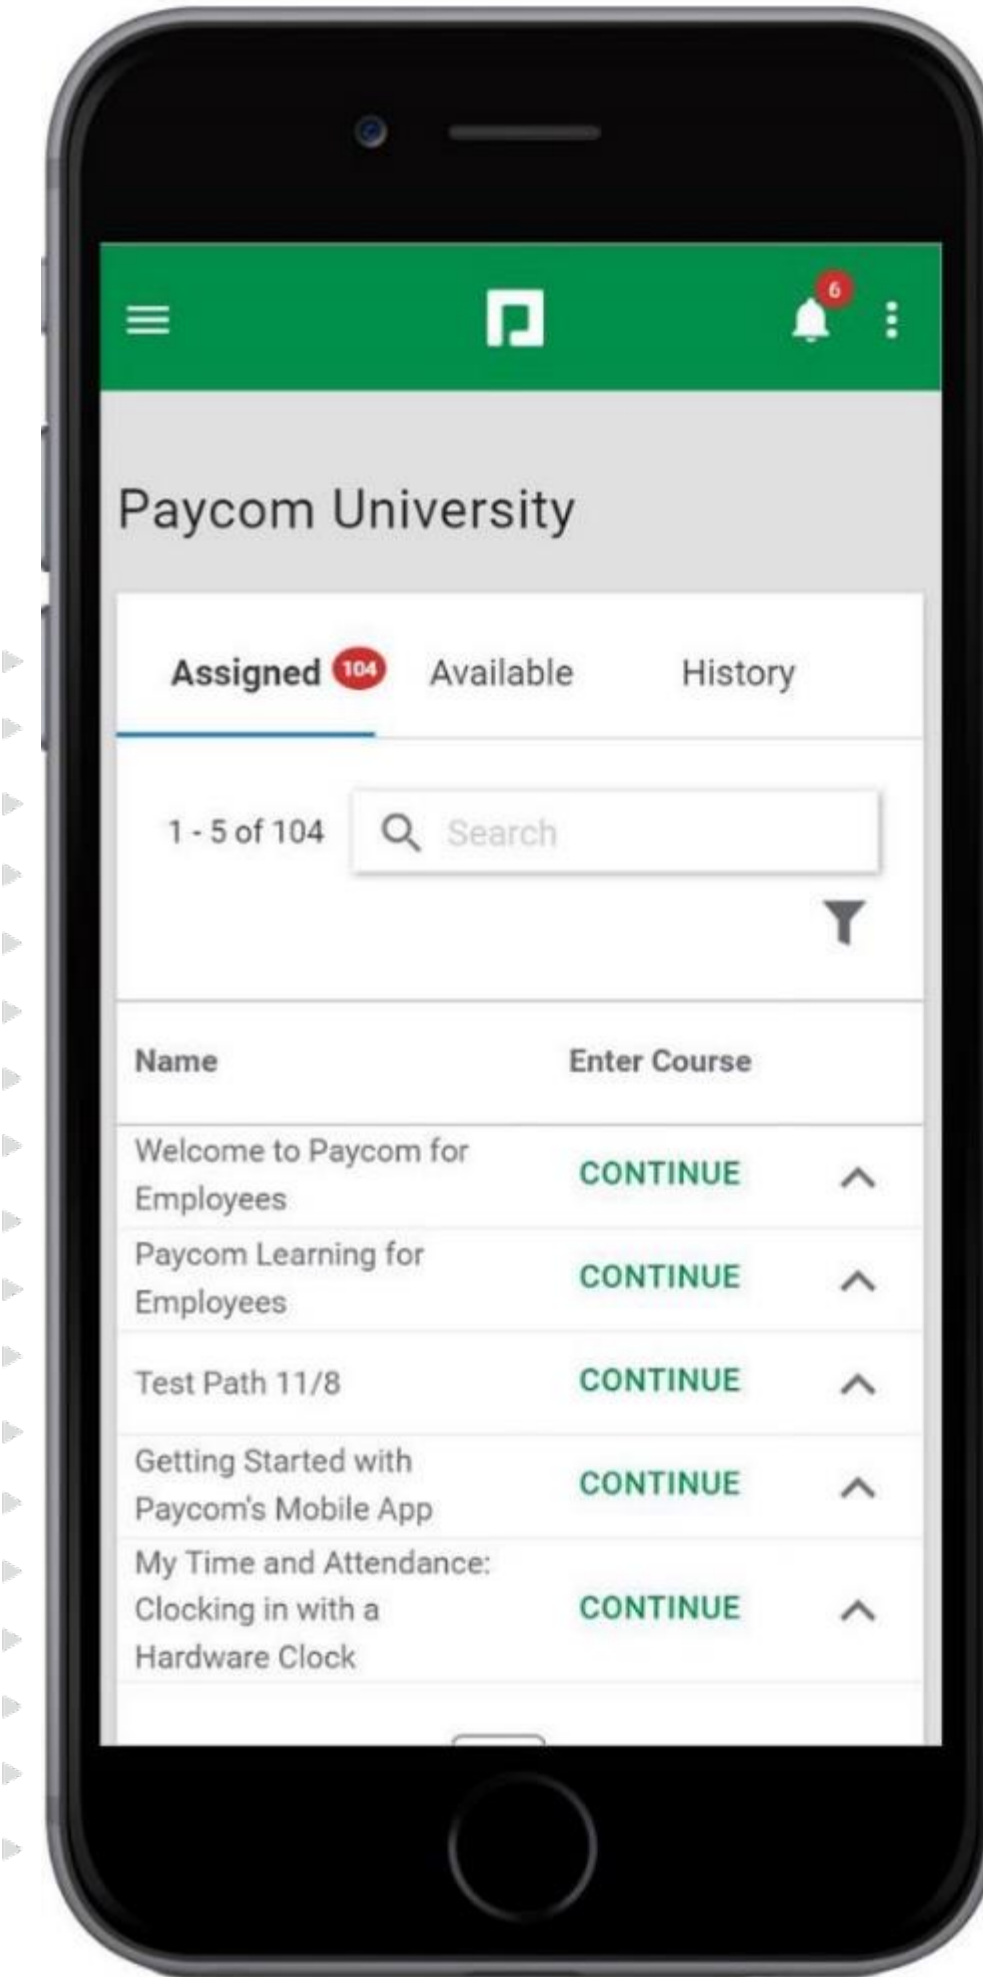 6
Paycom University
Assigned 104 Available History
1 - 5 of 104 Search
Name Enter Course
Welcome to Paycom for
Employees
CONTINUE
Paycom Learning for
Employees
CONTINUE
Test Path 11/8 CONTINUE
Getting Started with
Paycom's Mobile App
CONTINUE
My Time and Attendance:
Clocking in with a
Hardware Clock
CONTINUE